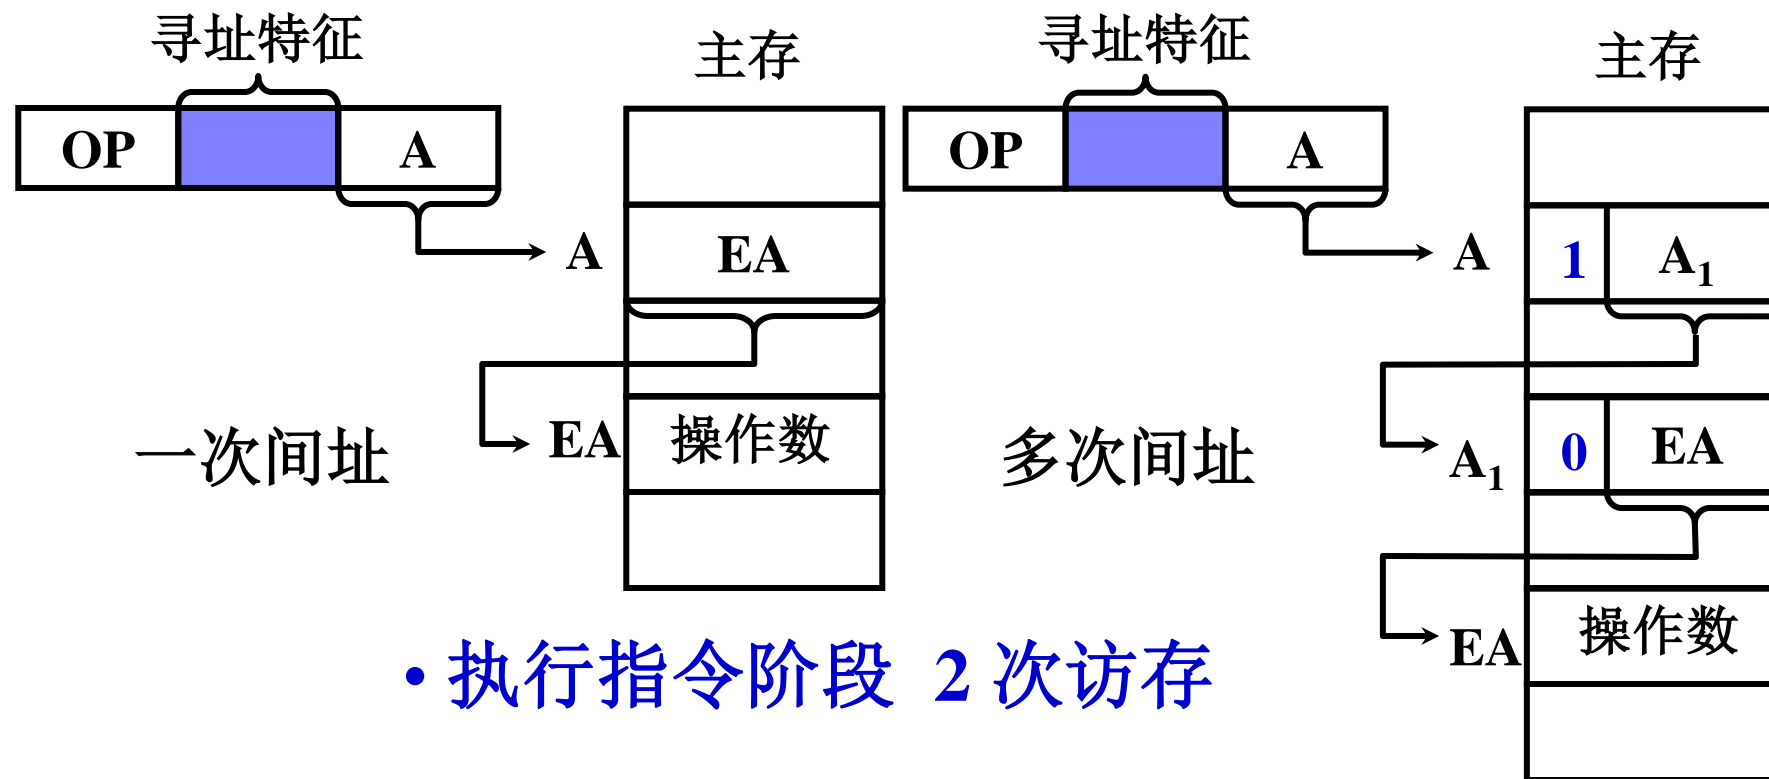 寻址特征
主存
OP
A
A
EA
EA
操作数
一次间址
寻址特征
主存
OP
A
A
1
A₁
A₁
0
EA
EA
操作数
多次间址
• 执行指令阶段 2 次访存